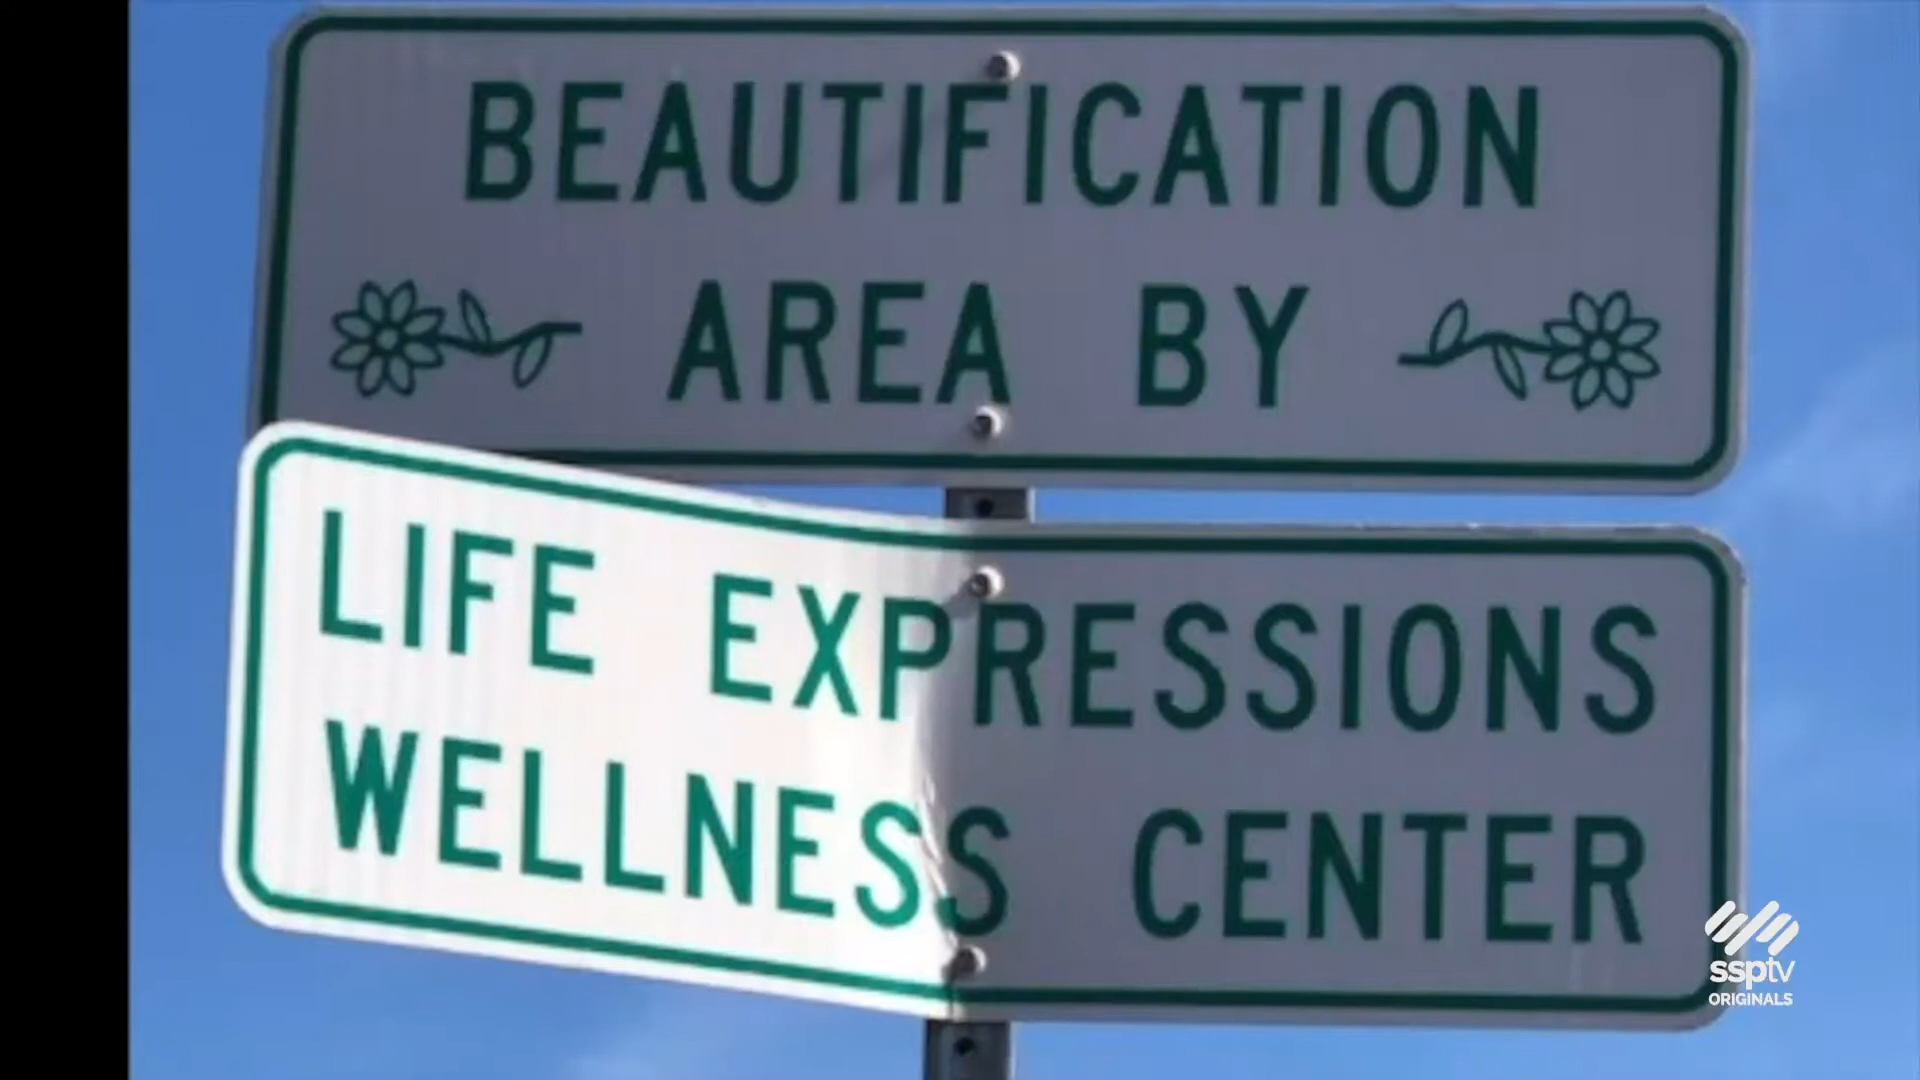 BEAUTIFICATION
AREA BY
LIFE EXPRESSIONS
WELLNESS CENTER
ssptv
ORIGINALS